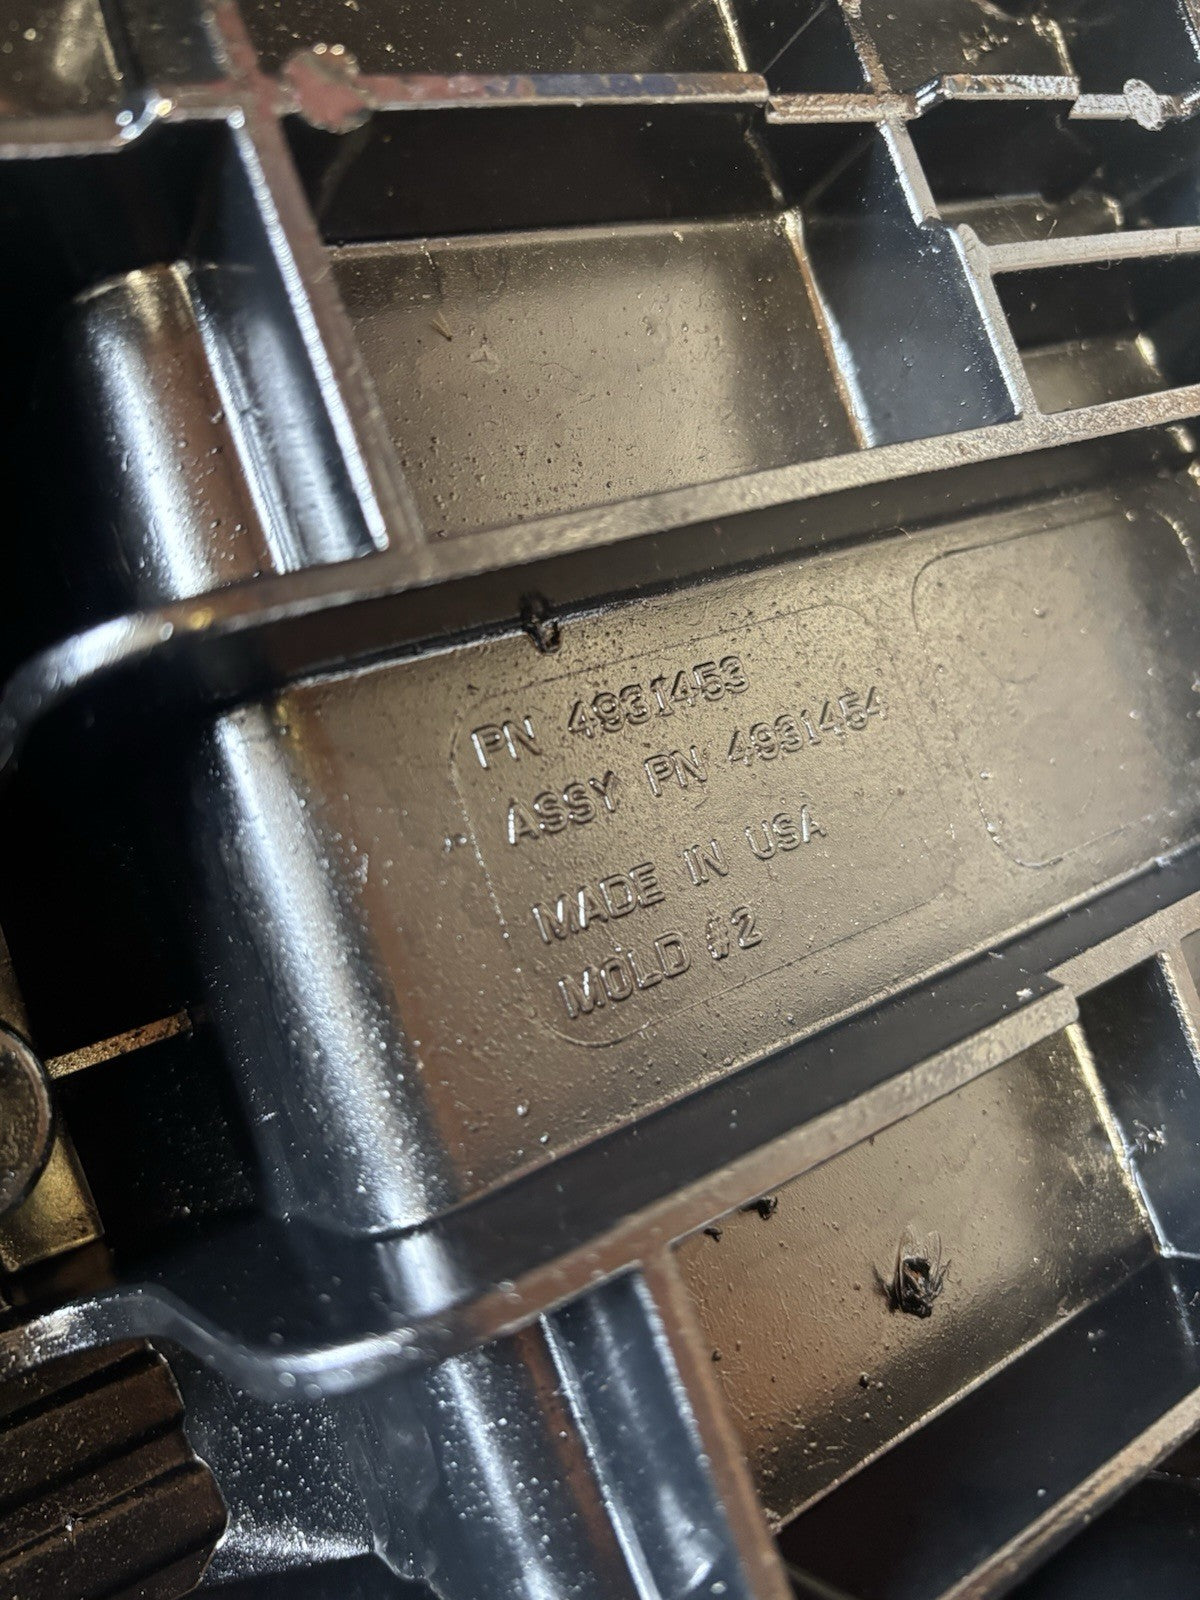 PN 4931453
ASSY PN 4931454
MADE IN USA
MOLD #2